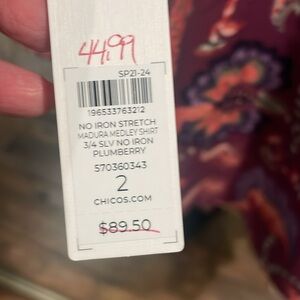 44.99
SP21-24
196533763212
NO IRON STRETCH
MADURA MEDLEY SHIRT
3/4 SLV NO IRON
PLUMBERRY
570360343
2
CHICOS.COM
$89.50